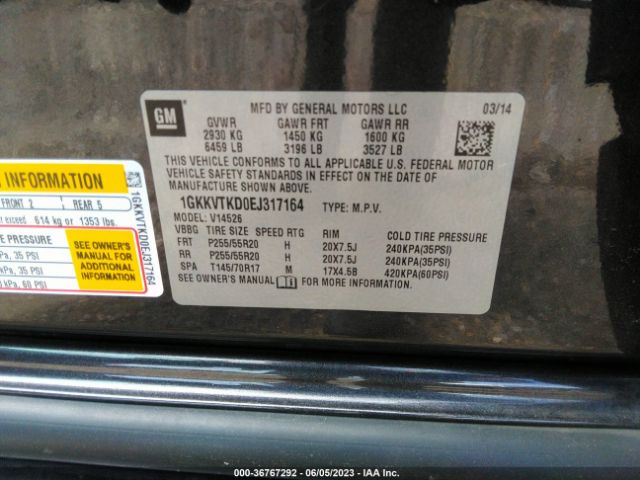 GM
MFD BY GENERAL MOTORS LLC 03/14
GVWR GAWR FRT GAWR RR
2930 KG 1450 KG 1600 KG
6459 LB 3196 LB 3527 LB
THIS VEHICLE CONFORMS TO ALL APPLICABLE U.S. FEDERAL MOTOR
VEHICLE SAFETY STANDARDS IN EFFECT ON THE DATE OF
MANUFACTURE SHOWN ABOVE.
1GKKVTKD0EJ317164 TYPE: M.P.V.
MODEL: V14526
VBBG TIRE SIZE SPEED RTG RIM COLD TIRE PRESSURE
FRT P255/55R20 H 20X7.5J 240KPA(35PSI)
RR P255/55R20 H 20X7.5J 240KPA(35PSI)
SPA T145/70R17 M 17X4.5B 420KPA(60PSI)
SEE OWNER'S MANUAL FOR MORE INFORMATION.
INFORMATION
FRONT 2 REAR 5
exceed 614 kg or 1353 lbs.
E PRESSURE
PA, 35 PSI
PA, 35 PSI
kPA, 60 PSI
SEE OWNER'S
MANUAL FOR
ADDITIONAL
INFORMATION
1GKKVTKD0EJ317164
000-36767292 - 06/05/2023 - IAA Inc.